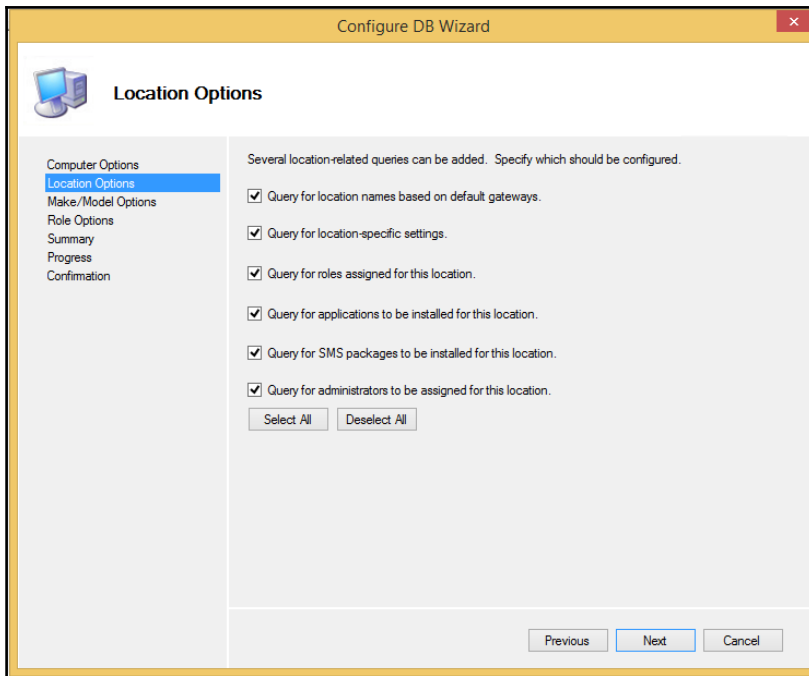 Configure DB Wizard
Location Options
Computer Options
Location Options
Make/Model Options
Role Options
Summary
Progress
Confirmation
Several location-related queries can be added. Specify which should be configured.
Query for location names based on default gateways.
Query for location-specific settings.
Query for roles assigned for this location.
Query for applications to be installed for this location.
Query for SMS packages to be installed for this location.
Query for administrators to be assigned for this location.
Select All
Deselect All
Previous
Next
Cancel